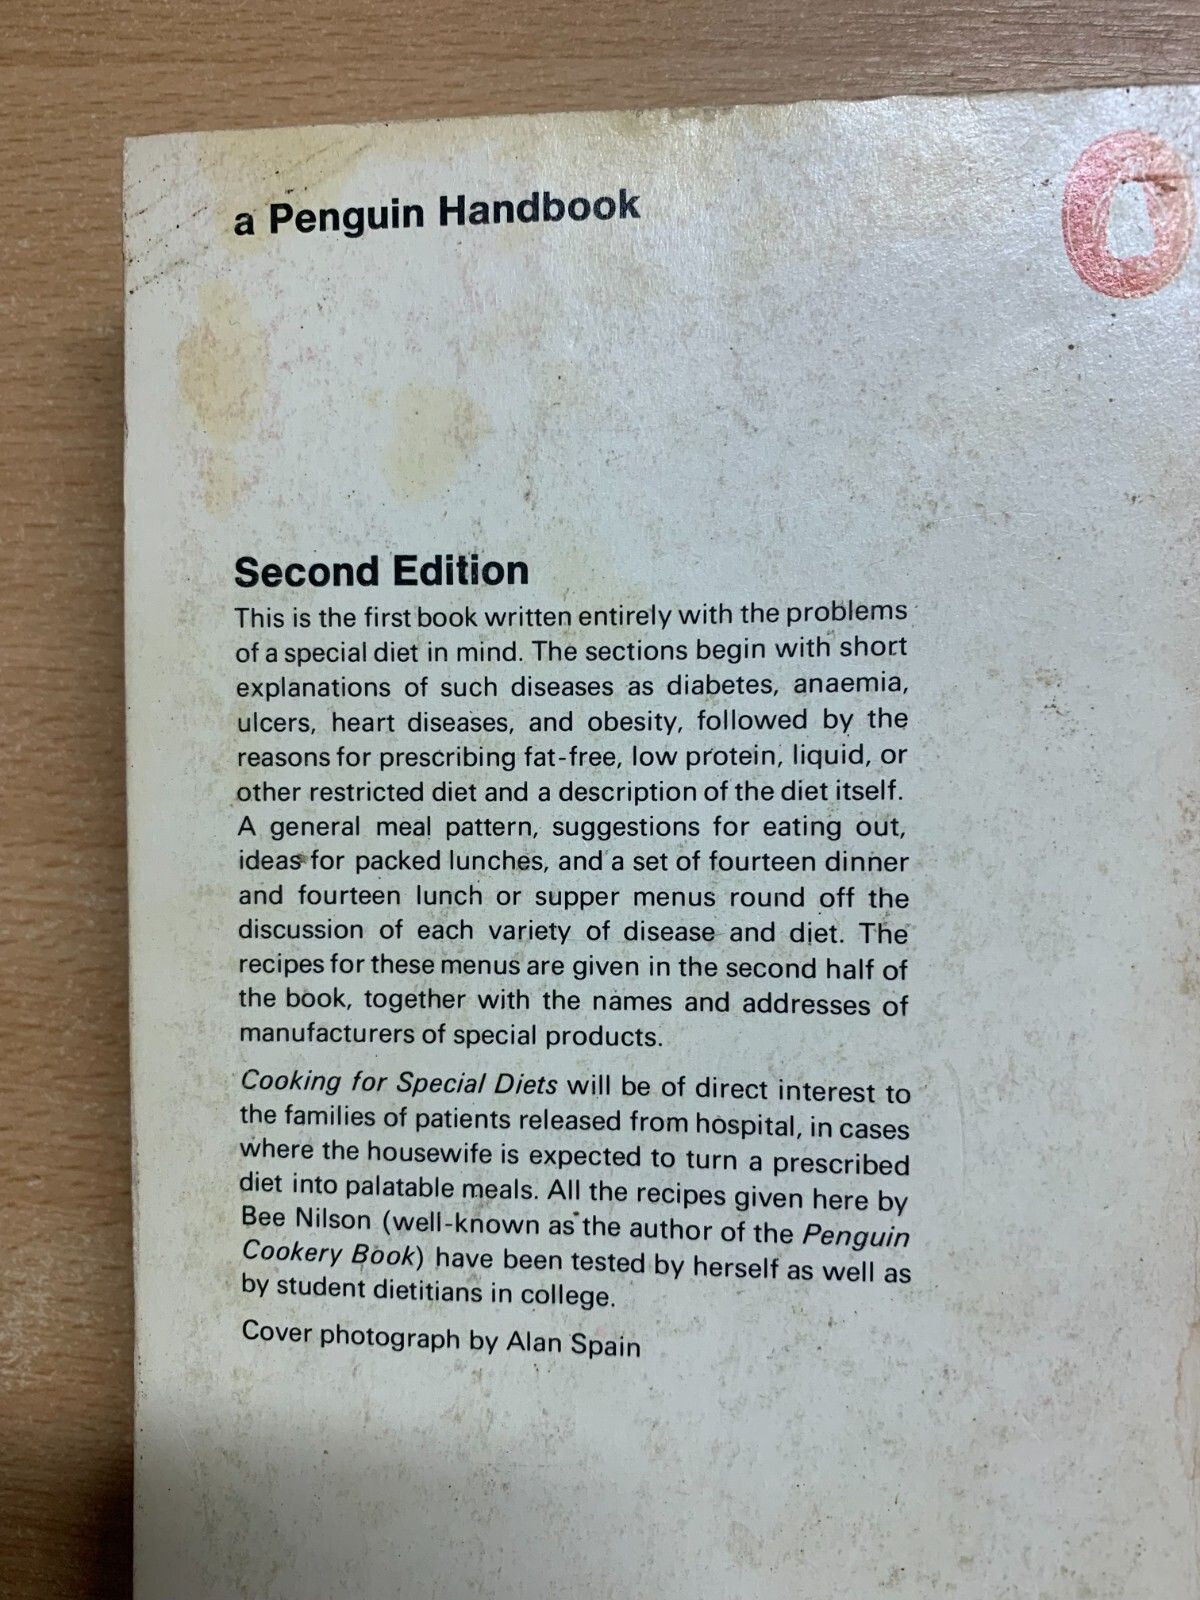 a Penguin Handbook
Second Edition
This is the first book written entirely with the problems
of a special diet in mind. The sections begin with short
explanations of such diseases as diabetes, anaemia,
ulcers, heart diseases, and obesity, followed by the
reasons for prescribing fat-free, low protein, liquid, or
other restricted diet and a description of the diet itself.
A general meal pattern, suggestions for eating out,
ideas for packed lunches, and a set of fourteen dinner
and fourteen lunch or supper menus round off the
discussion of each variety of disease and diet. The
recipes for these menus are given in the second half of
the book, together with the names and addresses of
manufacturers of special products.
Cooking for Special Diets will be of direct interest to
the families of patients released from hospital, in cases
where the housewife is expected to turn a prescribed
diet into palatable meals. All the recipes given here by
Bee Nilson (well-known as the author of the Penguin
Cookery Book) have been tested by herself as well as
by student dietitians in college.
Cover photograph by Alan Spain